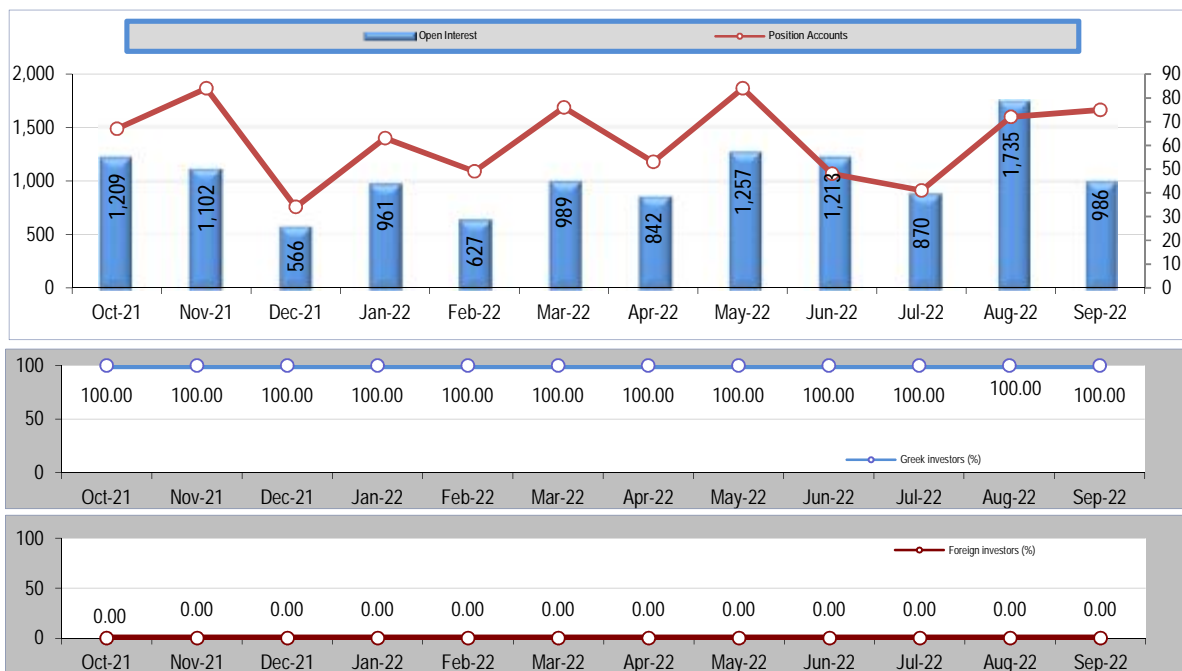 Open Interest Position Accounts
2,000 90
80
1,500 70
60
1,000 50
40
500 30
20
10
0 0
1,209 1,102 566 961 627 989 842 1,257 1,213 870 1,735 986
Oct-21 Nov-21 Dec-21 Jan-22 Feb-22 Mar-22 Apr-22 May-22 Jun-22 Jul-22 Aug-22 Sep-22
100
100.00 100.00 100.00 100.00 100.00 100.00 100.00 100.00 100.00 100.00 100.00 100.00
50
Greek investors (%)
0
Oct-21 Nov-21 Dec-21 Jan-22 Feb-22 Mar-22 Apr-22 May-22 Jun-22 Jul-22 Aug-22 Sep-22
100
Foreign investors (%)
50
0.00 0.00 0.00 0.00 0.00 0.00 0.00 0.00 0.00 0.00 0.00 0.00
0
Oct-21 Nov-21 Dec-21 Jan-22 Feb-22 Mar-22 Apr-22 May-22 Jun-22 Jul-22 Aug-22 Sep-22